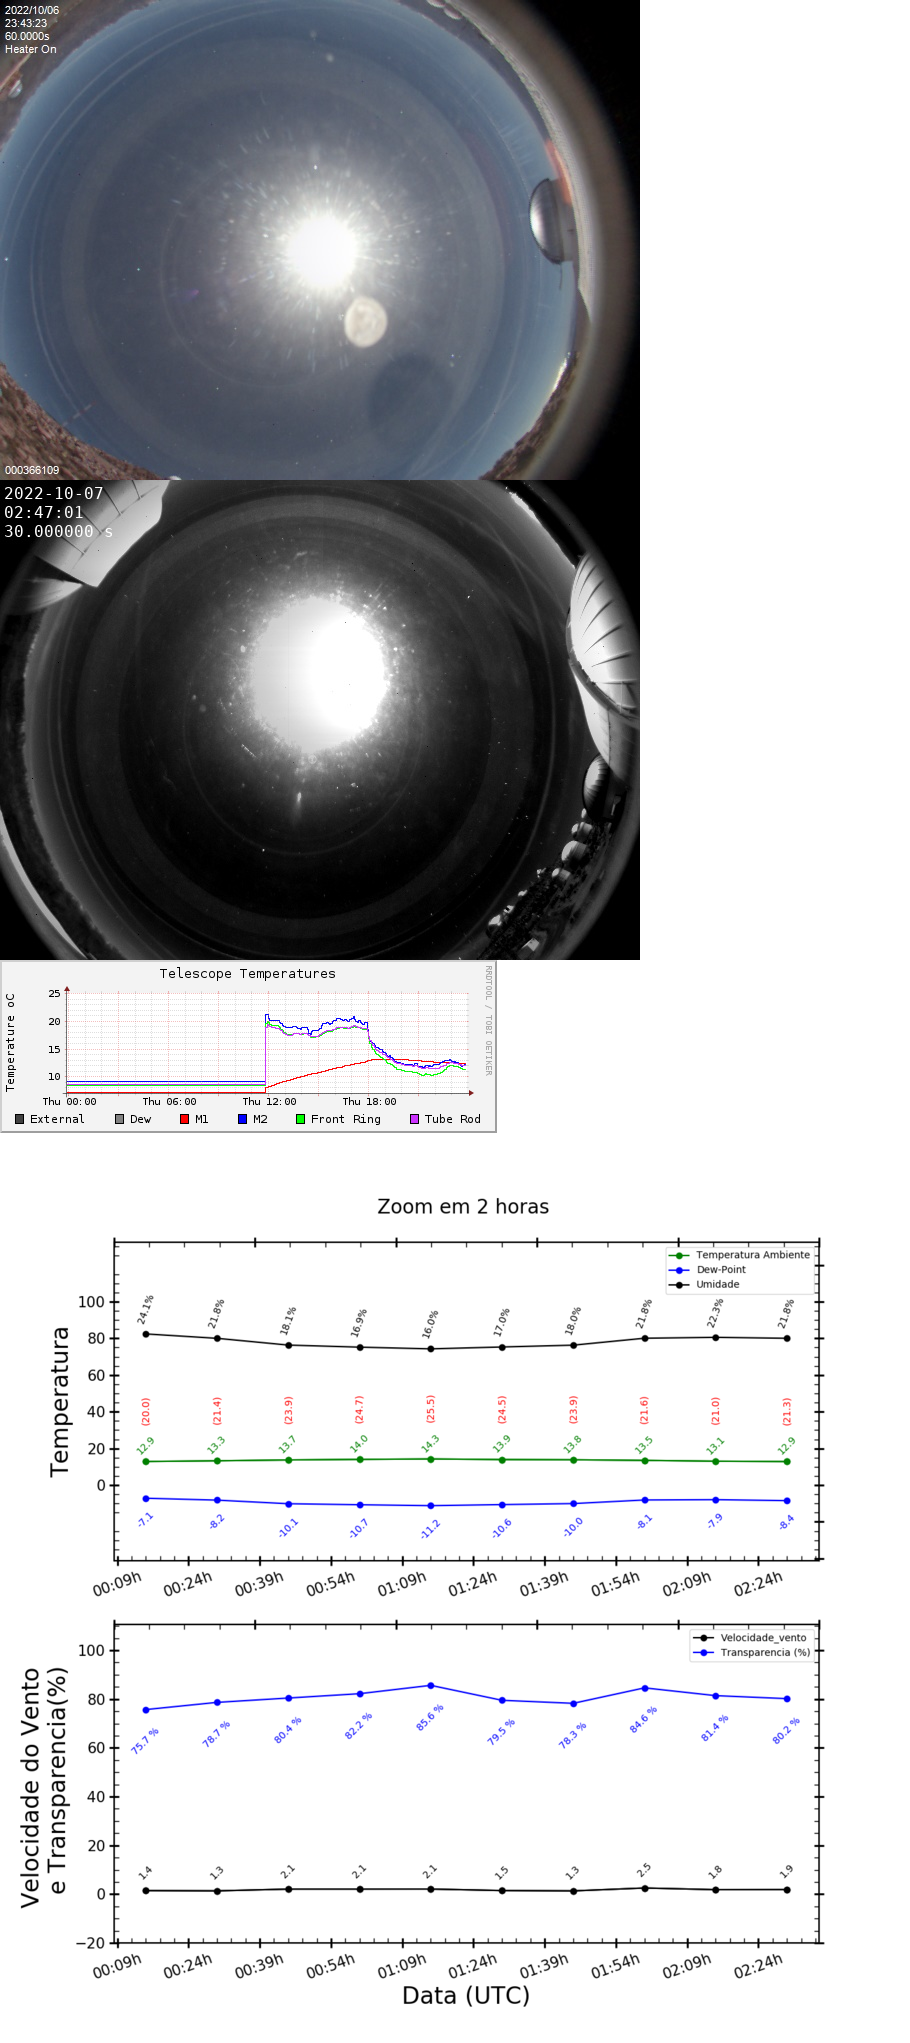 2022/10/06
23:43:23
60.0000s
Heater On
000366109
2022-10-07
02:47:01
30.000000 s
Telescope Temperatures
Temperature oC
RRDTOOL / TOBI OETIKER
25
20
15
10
Thu 00:00 Thu 06:00 Thu 12:00 Thu 18:00
External Dew M1 M2 Front Ring Tube Rod
Zoom em 2 horas
Temperatura Ambiente
Dew-Point
Umidade
Temperatura
100
80
60
40
20
0
24.1% 21.8% 18.1% 16.9% 16.0% 17.0% 18.0% 21.8% 22.3% 21.8%
(20.0) (21.4) (23.9) (24.7) (25.5) (24.5) (23.9) (21.6) (21.0) (21.3)
12.9 13.3 13.7 14.0 14.3 13.9 13.8 13.5 13.1 12.9
-7.1 -8.2 -10.1 -10.7 -11.2 -10.6 -10.0 -8.1 -7.9 -8.4
00:09h 00:24h 00:39h 00:54h 01:09h 01:24h 01:39h 01:54h 02:09h 02:24h
Velocidade_vento
Transparencia (%)
Velocidade do Vento
e Transparencia(%)
100
80
60
40
20
0
−20
75.7 % 78.7 % 80.4 % 82.2 % 85.6 % 79.5 % 78.3 % 84.6 % 81.4 % 80.2 %
1.4 1.3 2.1 2.1 2.1 1.5 1.3 2.5 1.8 1.9
00:09h 00:24h 00:39h 00:54h 01:09h 01:24h 01:39h 01:54h 02:09h 02:24h
Data (UTC)